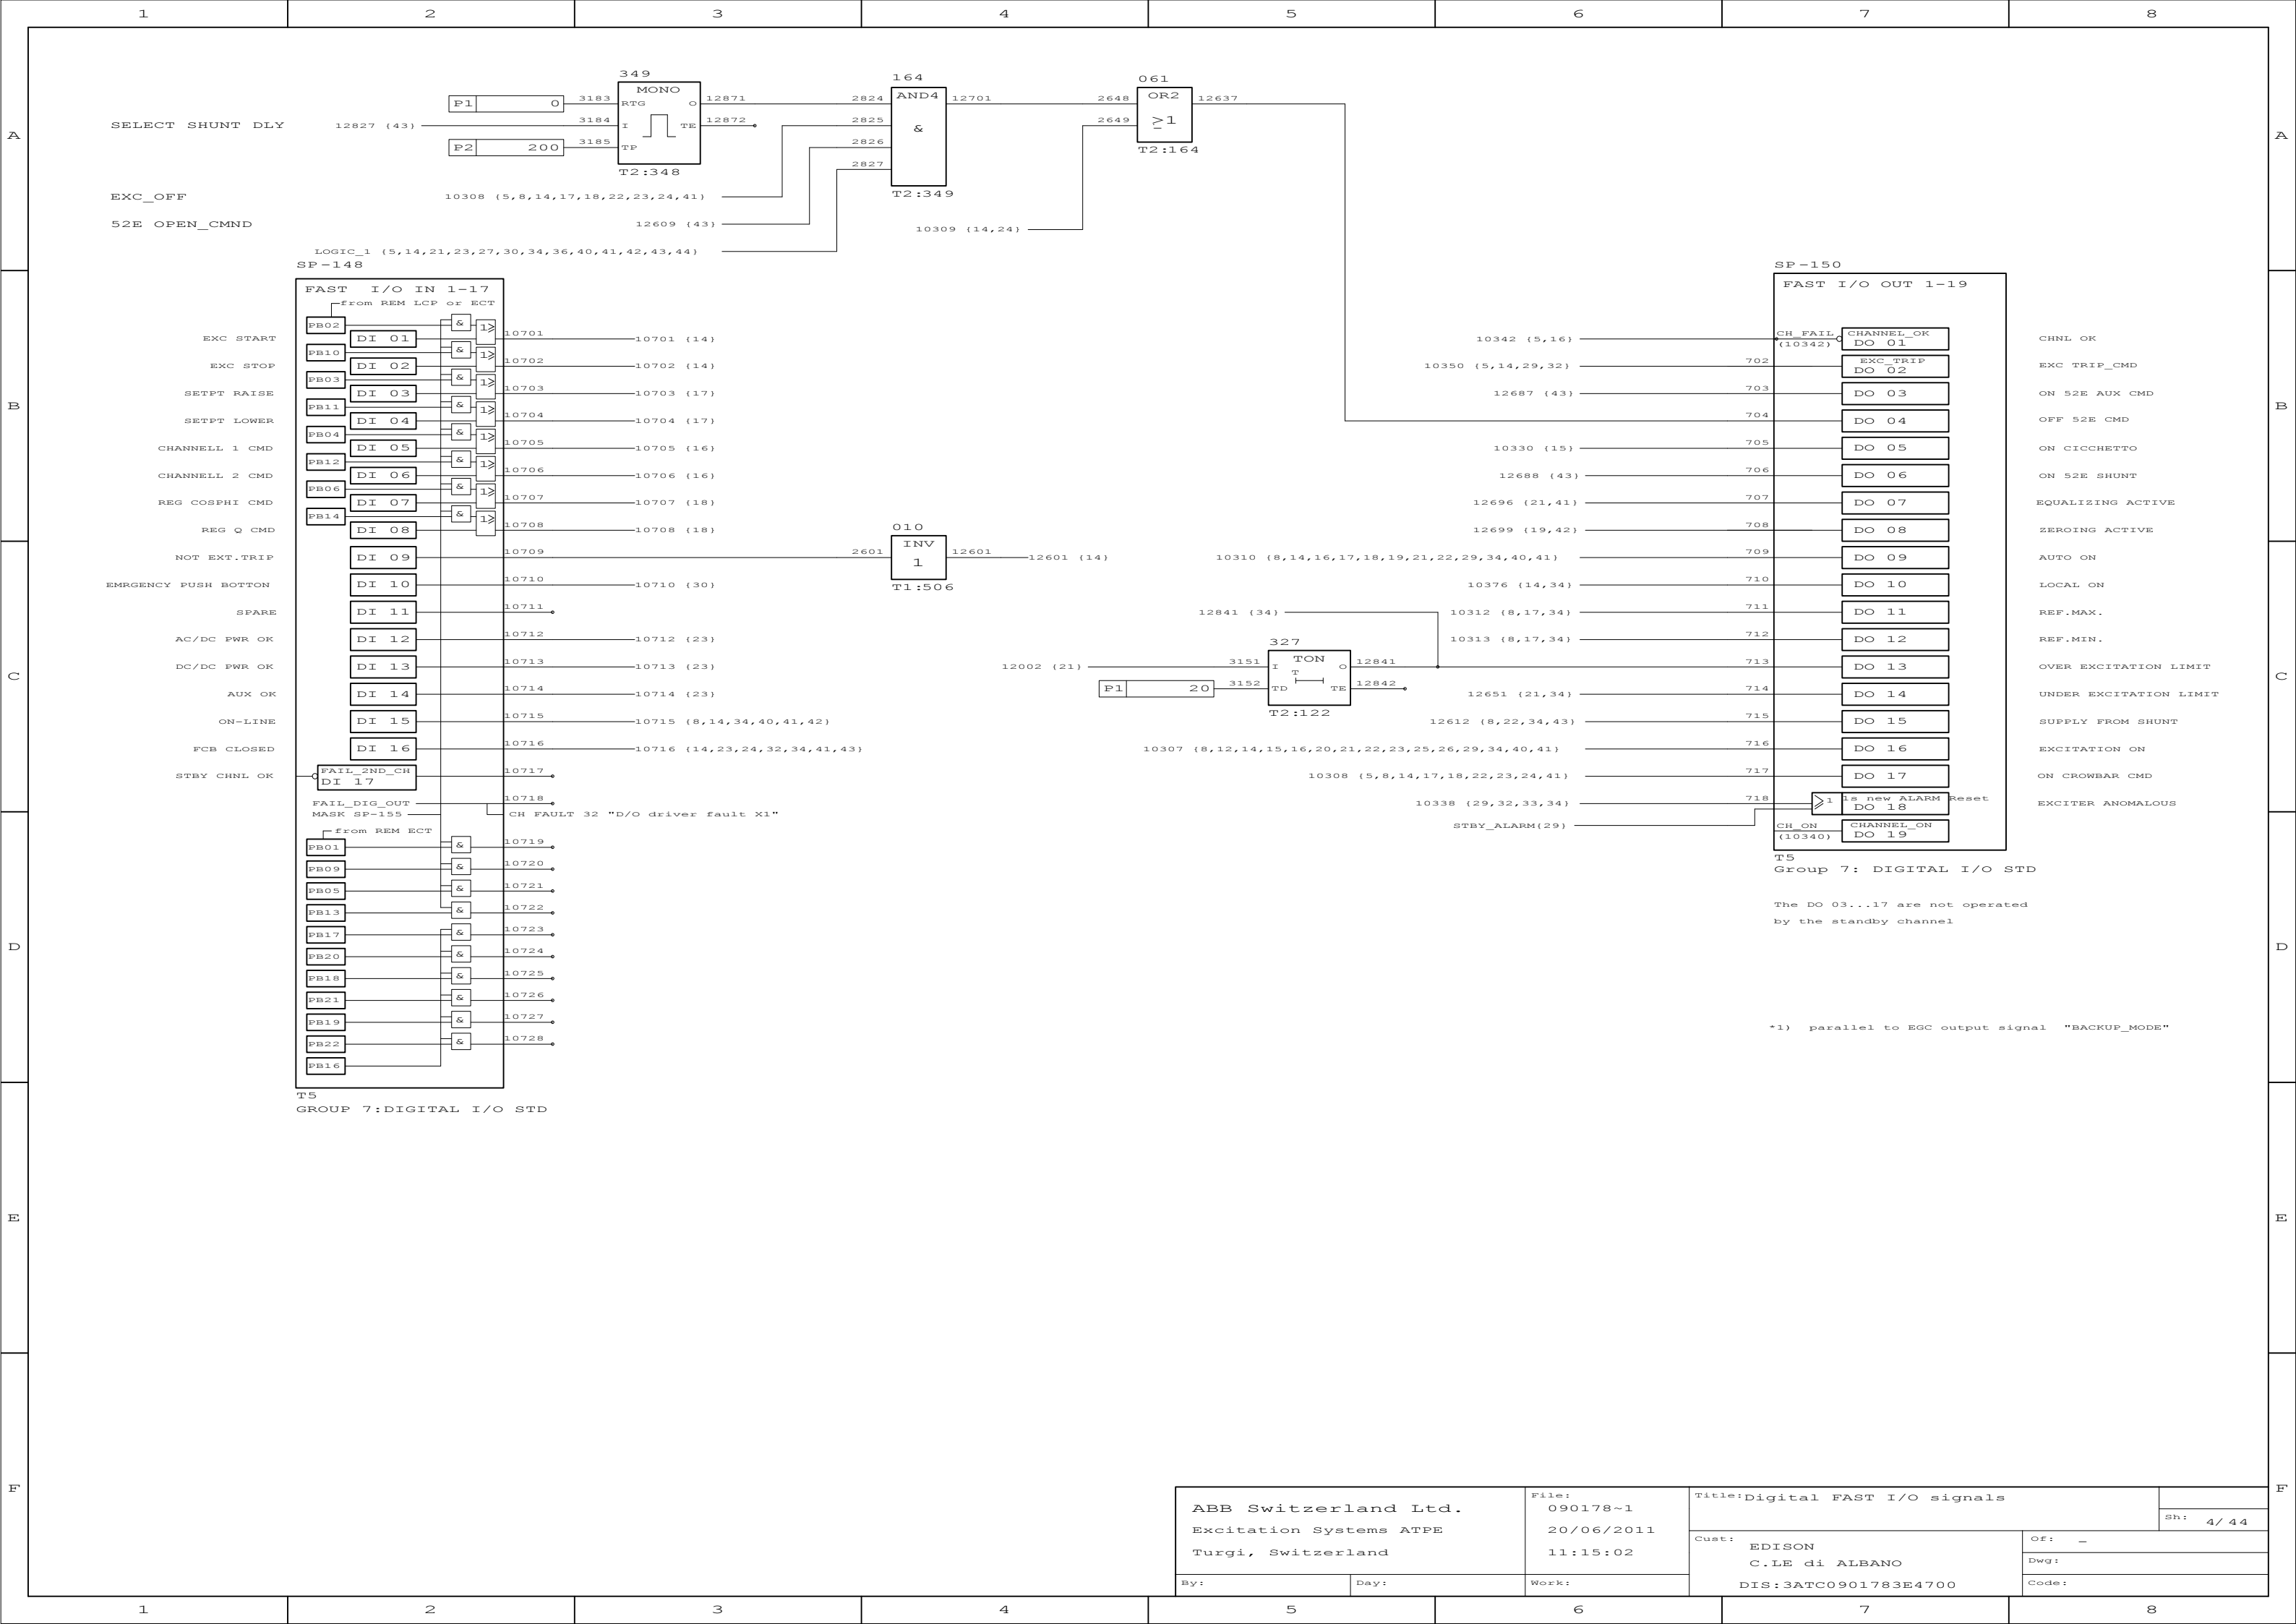 1 2 3 4 5 6 7 8
A A
B B
C C
D D
E E
F F
349
MONO
P1 0 3183 RTG O 12871
SELECT SHUNT DLY 12827 (43) 3184 I TE 12872
P2 200 3185 TP
T2:348
164
2824 AND4 12701
2825
&
2826
2827
T2:349
061
2648 OR2 12637
2649 ≥1
T2:164
EXC_OFF 10308 (5,8,14,17,18,22,23,24,41)
52E OPEN_CMND 12609 (43)
10309 (14,24)
LOGIC_1 (5,14,21,23,27,30,34,36,40,41,42,43,44)
SP-148
FAST I/O IN 1-17
from REM LCP or ECT
PB02 & 1≥
EXC START DI 01 10701 10701 (14)
PB10 & 1≥
EXC STOP DI 02 10702 10702 (14)
PB03 & 1≥
SETPT RAISE DI 03 10703 10703 (17)
PB11 & 1≥
SETPT LOWER DI 04 10704 10704 (17)
PB04 & 1≥
CHANNELL 1 CMD DI 05 10705 10705 (16)
PB12 & 1≥
CHANNELL 2 CMD DI 06 10706 10706 (16)
PB06 & 1≥
REG COSPHI CMD DI 07 10707 10707 (18)
PB14 & 1≥
REG Q CMD DI 08 10708 10708 (18)
NOT EXT.TRIP DI 09 10709
EMRGENCY PUSH BOTTON DI 10 10710 10710 (30)
SPARE DI 11 10711
AC/DC PWR OK DI 12 10712 10712 (23)
DC/DC PWR OK DI 13 10713 10713 (23)
AUX OK DI 14 10714 10714 (23)
ON-LINE DI 15 10715 10715 (8,14,34,40,41,42)
FCB CLOSED DI 16 10716 10716 (14,23,24,32,34,41,43)
STBY CHNL OK FAIL_2ND_CH DI 17 10717
FAIL_DIG_OUT 10718
MASK SP-155 CH FAULT 32 "D/O driver fault X1"
from REM ECT
PB01 & 10719
PB09 & 10720
PB05 & 10721
PB13 & 10722
PB17 & 10723
PB20 & 10724
PB18 & 10725
PB21 & 10726
PB19 & 10727
PB22 & 10728
PB16
T5
GROUP 7:DIGITAL I/O STD
010
2601 INV 12601 12601 (14)
1
T1:506
12841 (34)
327
TON
12002 (21) 3151 I T O 12841
P1 20 3152 TD TE 12842
T2:122
SP-150
FAST I/O OUT 1-19
10342 (5,16) CH_FAIL (10342) CHANNEL_OK DO 01 CHNL OK
10350 (5,14,29,32) 702 EXC_TRIP DO 02 EXC TRIP_CMD
12687 (43) 703 DO 03 ON 52E AUX CMD
704 DO 04 OFF 52E CMD
10330 (15) 705 DO 05 ON CICCHETTO
12688 (43) 706 DO 06 ON 52E SHUNT
12696 (21,41) 707 DO 07 EQUALIZING ACTIVE
12699 (19,42) 708 DO 08 ZEROING ACTIVE
10310 (8,14,16,17,18,19,21,22,29,34,40,41) 709 DO 09 AUTO ON
10376 (14,34) 710 DO 10 LOCAL ON
10312 (8,17,34) 711 DO 11 REF.MAX.
10313 (8,17,34) 712 DO 12 REF.MIN.
713 DO 13 OVER EXCITATION LIMIT
12651 (21,34) 714 DO 14 UNDER EXCITATION LIMIT
12612 (8,22,34,43) 715 DO 15 SUPPLY FROM SHUNT
10307 (8,12,14,15,16,20,21,22,23,25,26,29,34,40,41) 716 DO 16 EXCITATION ON
10308 (5,8,14,17,18,22,23,24,41) 717 DO 17 ON CROWBAR CMD
10338 (29,32,33,34) 718 ≥1 1s new ALARM Reset DO 18 EXCITER ANOMALOUS
STBY_ALARM(29) CH_ON (10340) CHANNEL_ON DO 19
T5
Group 7: DIGITAL I/O STD
The DO 03...17 are not operated
by the standby channel
*1) parallel to EGC output signal "BACKUP_MODE"
ABB Switzerland Ltd.
Excitation Systems ATPE
Turgi, Switzerland
By: Day: Work:
File:
090178~1
20/06/2011
11:15:02
Title: Digital FAST I/O signals
Sh: 4/ 44
Cust:
EDISON
C.LE di ALBANO
DIS:3ATC0901783E4700
Of: _
Dwg:
Code:
1 2 3 4 5 6 7 8